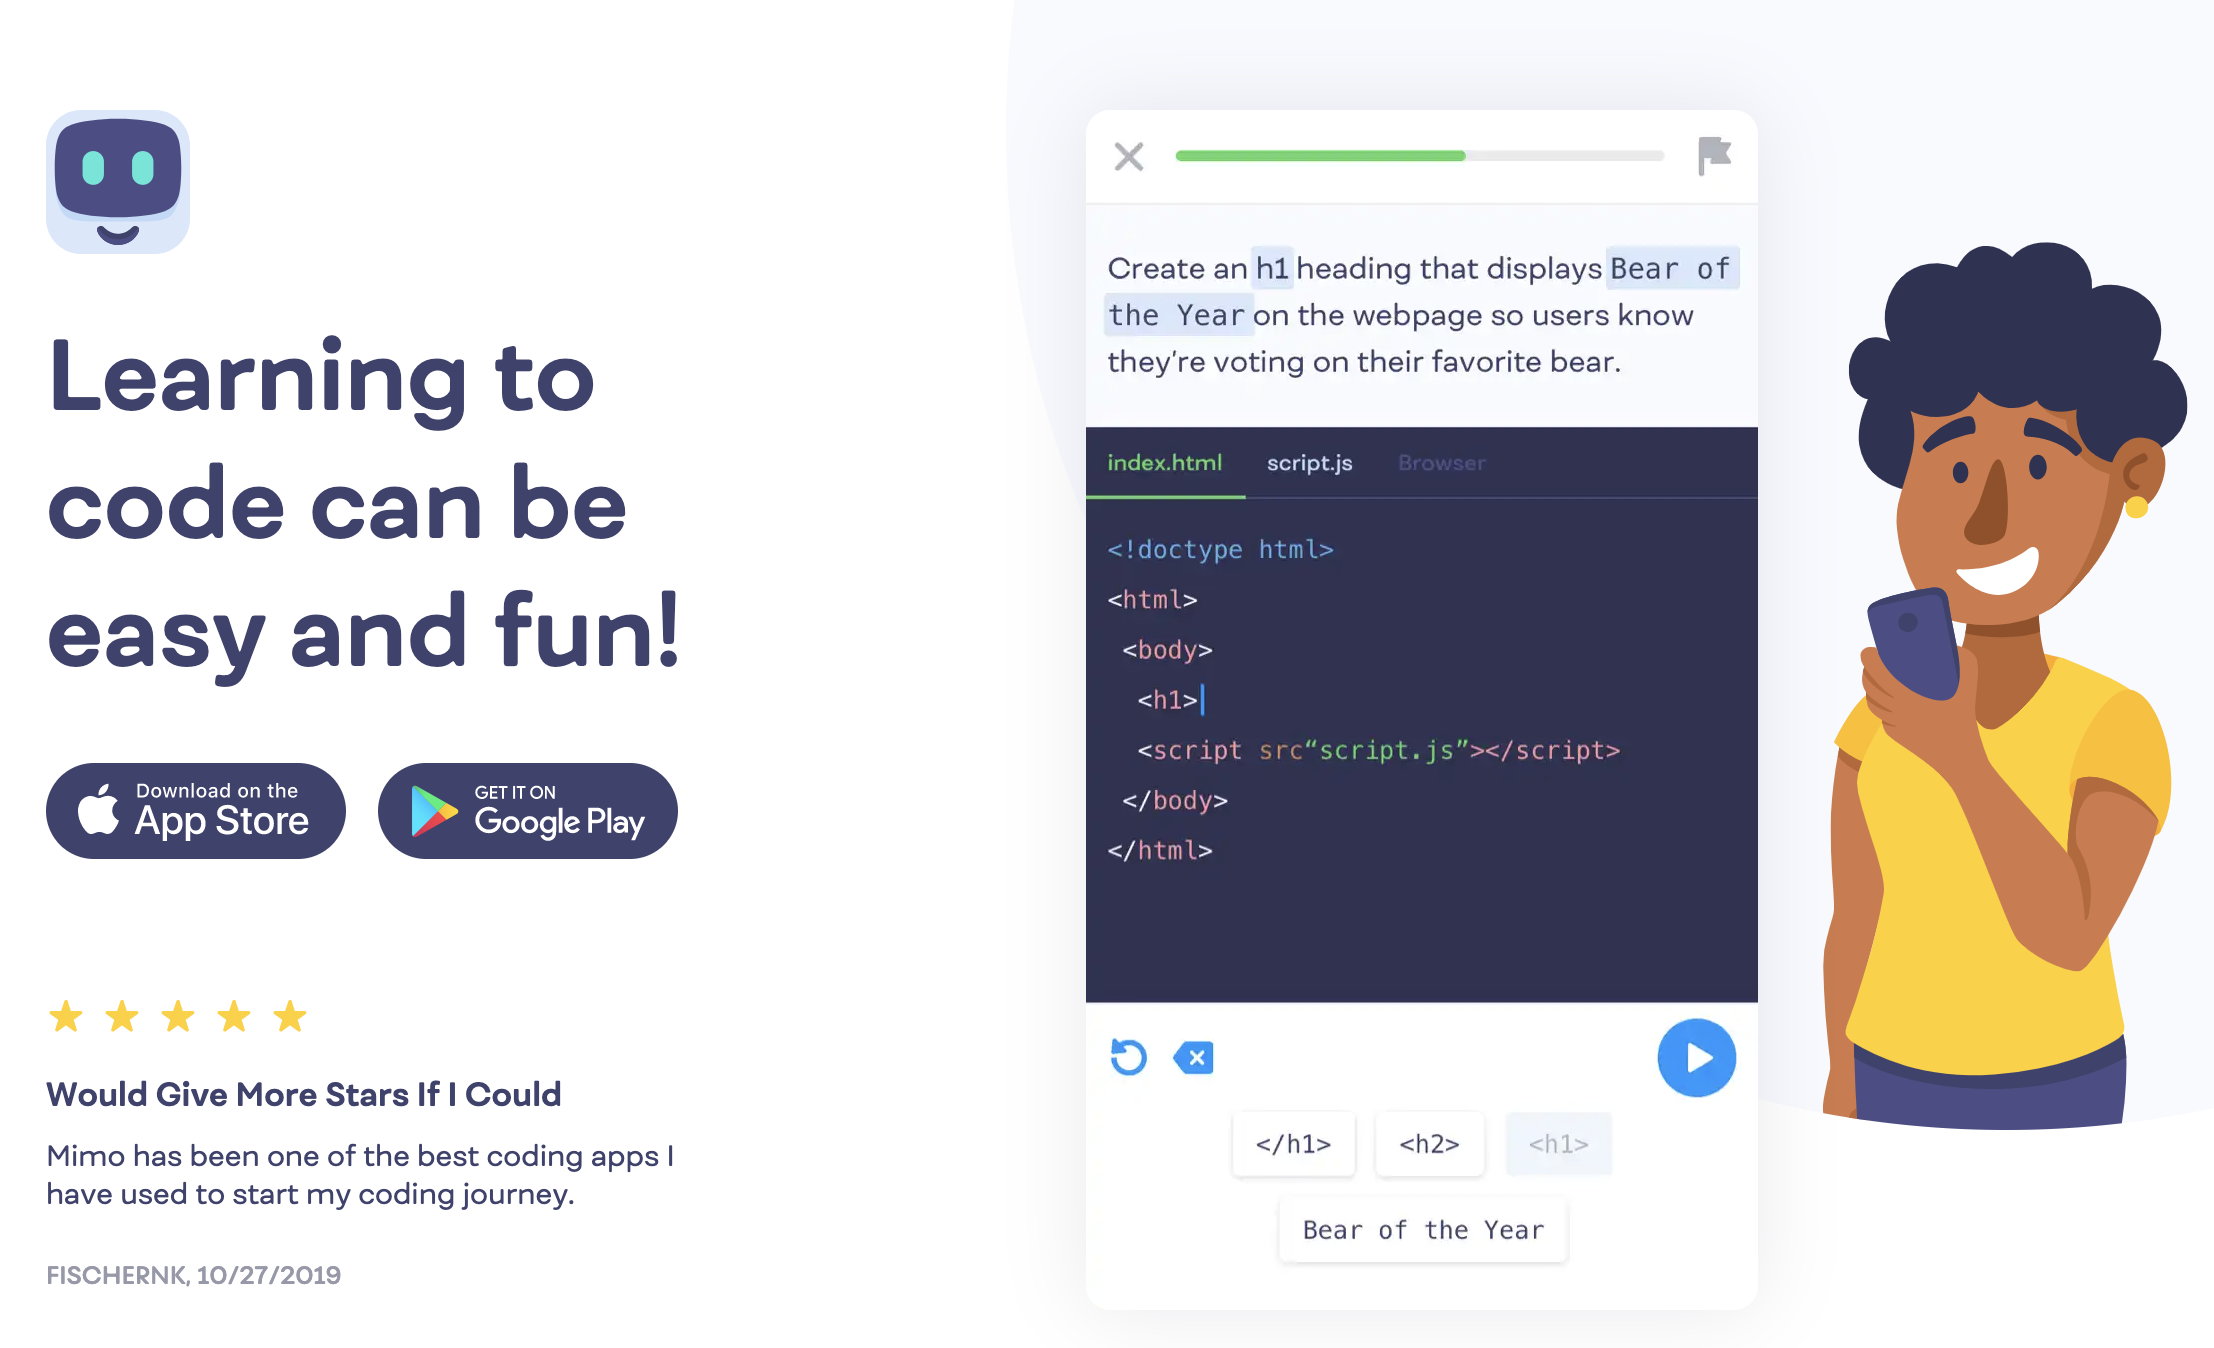 Learning to
code can be
easy and fun!
Download on the
App Store
GET IT ON
Google Play
Would Give More Stars If I Could
Mimo has been one of the best coding apps I
have used to start my coding journey.
FISCHERNK, 10/27/2019
Create an h1 heading that displays Bear of
the Year on the webpage so users know
they’re voting on their favorite bear.
index.html script.js Browser
<!doctype html>
<html>
<body>
<h1>
<script src“script.js”></script>
</body>
</html>
</h1> <h2> <h1>
Bear of the Year